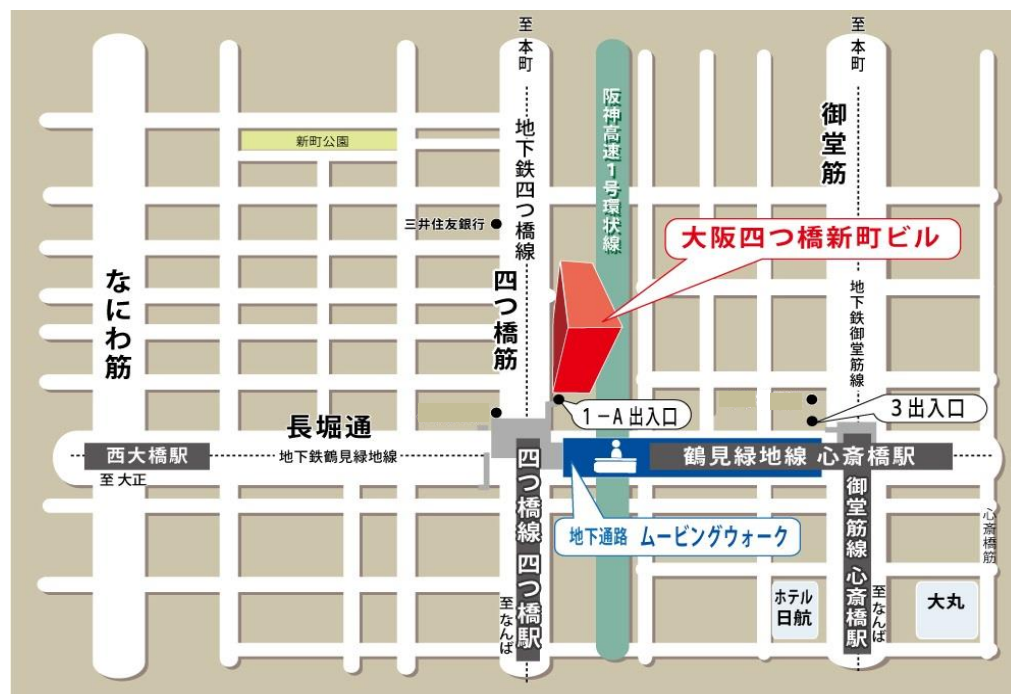 至本町
至本町
地下鉄四つ橋線
阪神高速1号環状線
御堂筋
新町公園
三井住友銀行
大阪四つ橋新町ビル
なにわ筋
四つ橋筋
地下鉄御堂筋線
1－A出入口
3出入口
長堀通
西大橋駅
地下鉄鶴見緑地線
至 大正
鶴見緑地線 心斎橋駅
四つ橋線 四つ橋駅
御堂筋線 心斎橋駅
地下通路 ムービングウォーク
心斎橋筋
ホテル
日航
大丸
至なんば
至なんば